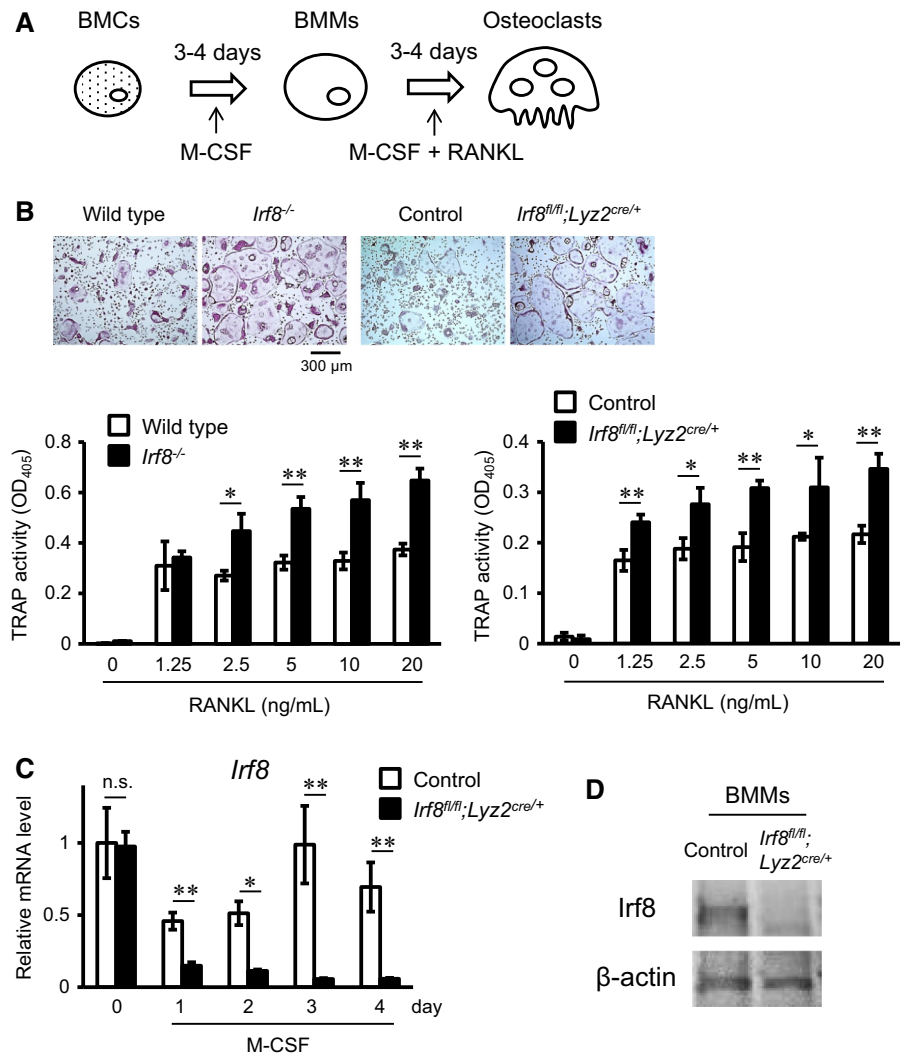 A
BMCs BMMs Osteoclasts
3-4 days 3-4 days
M-CSF M-CSF + RANKL
B
Wild type Irf8-/- Control Irf8fl/fl;Lyz2cre/+
300 µm
Wild type
Irf8-/-
TRAP activity (OD405)
0.8
0.6
0.4
0.2
0
* ** ** **
0 1.25 2.5 5 10 20
RANKL (ng/mL)
Control
Irf8fl/fl;Lyz2cre/+
TRAP activity (OD405)
0.4
0.3
0.2
0.1
0
** * ** * **
0 1.25 2.5 5 10 20
RANKL (ng/mL)
C
Irf8
Control
Irf8fl/fl;Lyz2cre/+
Relative mRNA level
1
0.5
0
n.s. ** * ** **
0 1 2 3 4 day
M-CSF
D
BMMs
Control Irf8fl/fl;
Lyz2cre/+
Irf8
β-actin